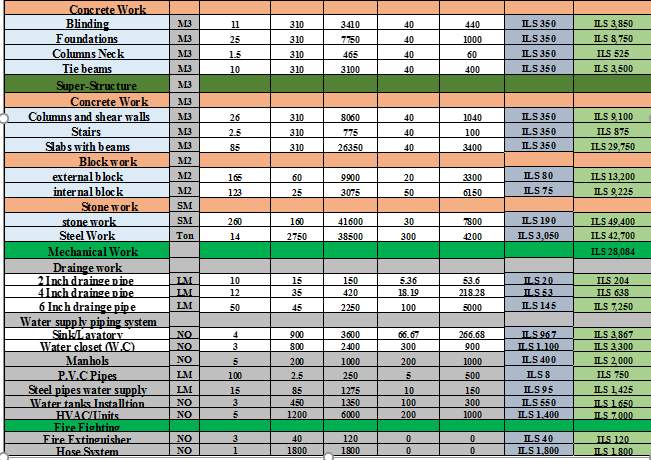 Concrete Work M3
Blinding M3 11 310 3410 40 440 ILS 350 ILS 3,850
Foundations M3 25 310 7750 40 1000 ILS 350 ILS 8,750
Columns Neck M3 1.5 310 465 40 60 ILS 350 ILS 525
Tie beams M3 10 310 3100 40 400 ILS 350 ILS 3,500
Super-Structure M3
Concrete Work M3
Columns and shear walls M3 26 310 8060 40 1040 ILS 350 ILS 9,100
Stairs M3 2.5 310 775 40 100 ILS 350 ILS 875
Slabs with beams M3 85 310 26350 40 3400 ILS 350 ILS 29,750
Block work M2
external block M2 165 60 9900 20 3300 ILS 80 ILS 13,200
internal block M2 123 25 3075 50 6150 ILS 75 ILS 9,225
Stone work SM
stone work SM 260 160 41600 30 7800 ILS 190 ILS 49,400
Steel Work Ton 14 2750 38500 300 4200 ILS 3,050 ILS 42,700
Mechanical Work ILS 28,084
Drainge work
2 Inch drainge pipe LM 10 15 150 5.36 53.6 ILS 20 ILS 204
4 Inch drainge pipe LM 12 35 420 18.19 218.28 ILS 53 ILS 638
6 Inch drainge pipe LM 50 45 2250 100 5000 ILS 145 ILS 7,250
Water supply piping system
Sink/Lavatory NO 4 900 3600 66.67 266.68 ILS 967 ILS 3,867
Water closet (W.C) NO 3 800 2400 300 900 ILS 1,100 ILS 3,300
Manhols NO 5 200 1000 200 1000 ILS 400 ILS 2,000
P.V.C Pipes LM 100 2.5 250 5 500 ILS 8 ILS 750
Steel pipes water supply LM 15 85 1275 10 150 ILS 95 ILS 1,425
Water tanks Installtion NO 3 450 1350 100 300 ILS 550 ILS 1,650
HVAC/Units NO 5 1200 6000 200 1000 ILS 1,400 ILS 7,000
Fire Fighting
Fire Extinguisher NO 3 40 120 0 0 ILS 40 ILS 120
Hose System NO 1 1800 1800 0 0 ILS 1,800 ILS 1,800